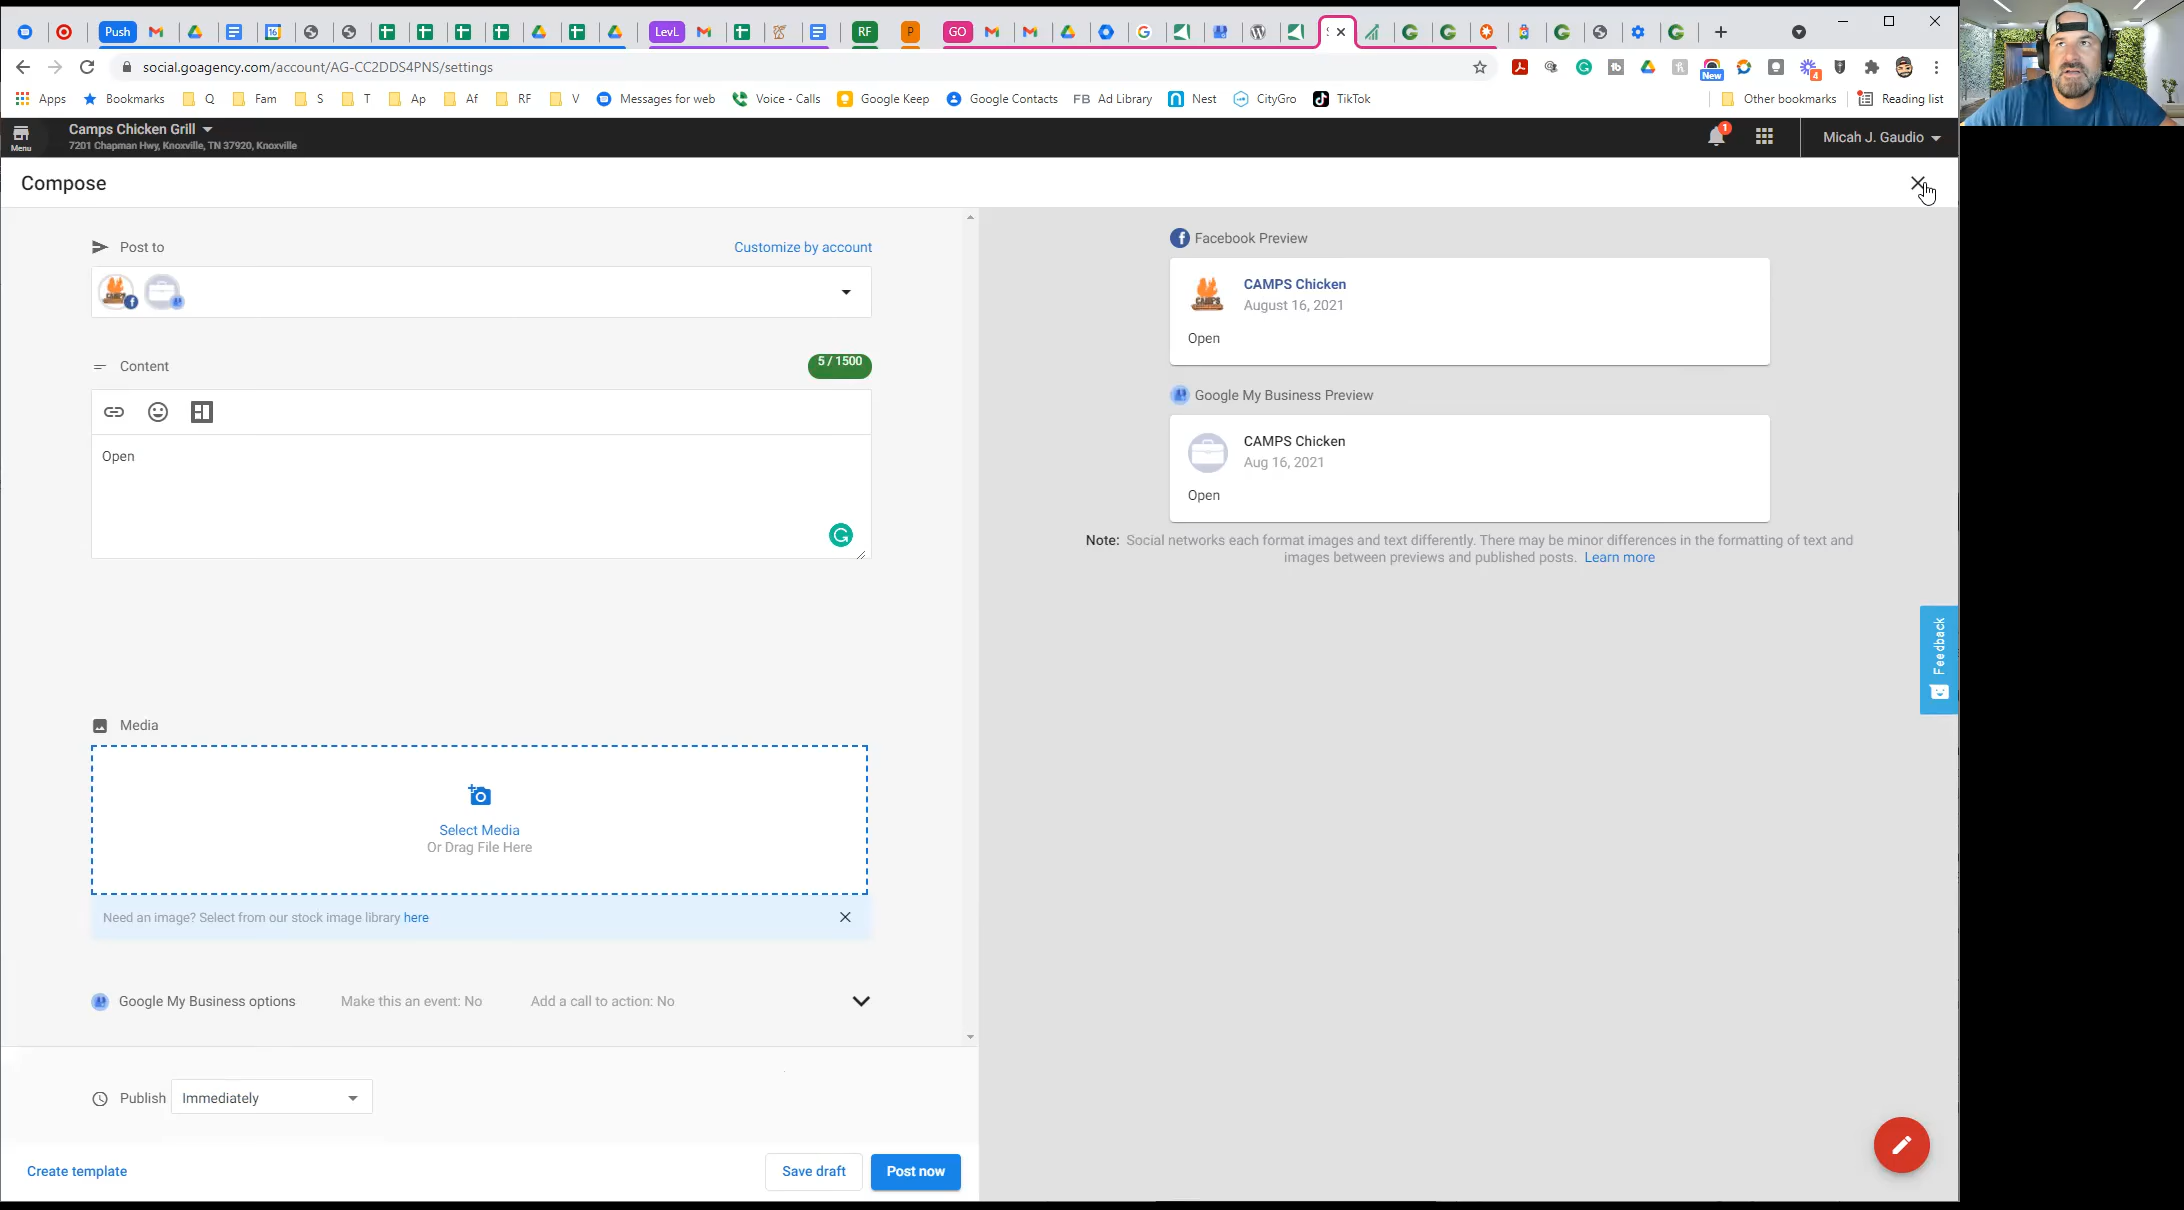 Push
16
LevL
RF
P
GO
S
social.goagency.com/account/AG-CC2DDS4PNS/settings
New
4
Apps
Bookmarks
Q
Fam
S
T
Ap
Af
RF
V
Messages for web
Voice - Calls
Google Keep
Google Contacts
FB Ad Library
Nest
CityGro
TikTok
Other bookmarks
Reading list
Menu
Camps Chicken Grill
7201 Chapman Hwy, Knoxville, TN 37920, Knoxville
1
Micah J. Gaudio
Compose
Post to
Customize by account
Content
5 / 1500
Open
Media
Select Media
Or Drag File Here
Need an image? Select from our stock image library here
Google My Business options
Make this an event: No
Add a call to action: No
Publish
Immediately
Create template
Save draft
Post now
Facebook Preview
CAMPS
CAMPS Chicken
August 16, 2021
Open
Google My Business Preview
CAMPS Chicken
Aug 16, 2021
Open
Note: Social networks each format images and text differently. There may be minor differences in the formatting of text and
images between previews and published posts. Learn more
Feedback